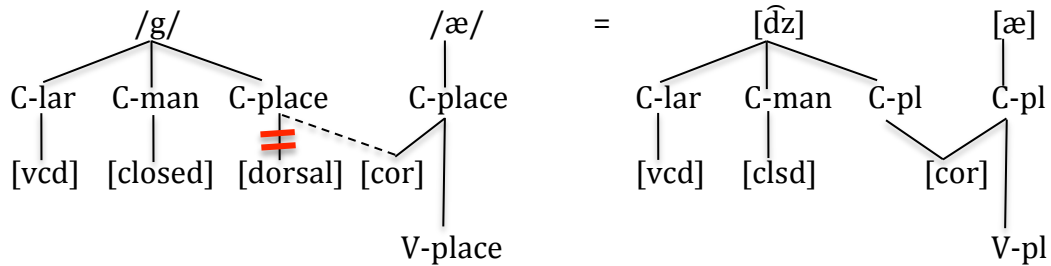 /g/ /æ/ = [d͡z] [æ]
C-lar C-man C-place C-place C-lar C-man C-pl C-pl
[vcd] [closed] [dorsal] [cor] [vcd] [clsd] [cor]
V-place V-pl